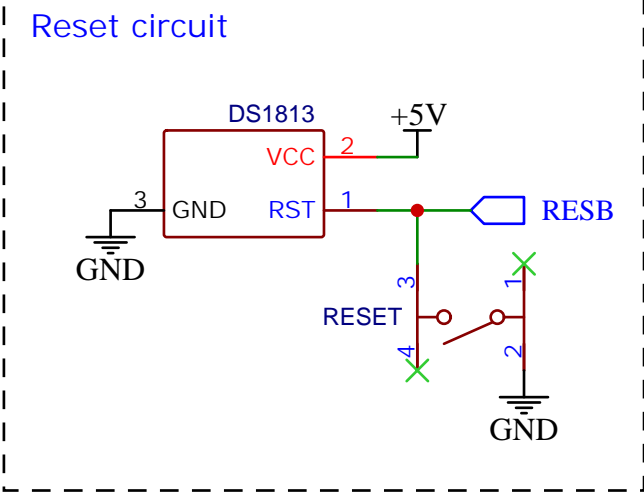 Reset circuit
DS1813
+5V
VCC
2
3
GND
RST
1
RESB
GND
3
1
RESET
4
2
GND